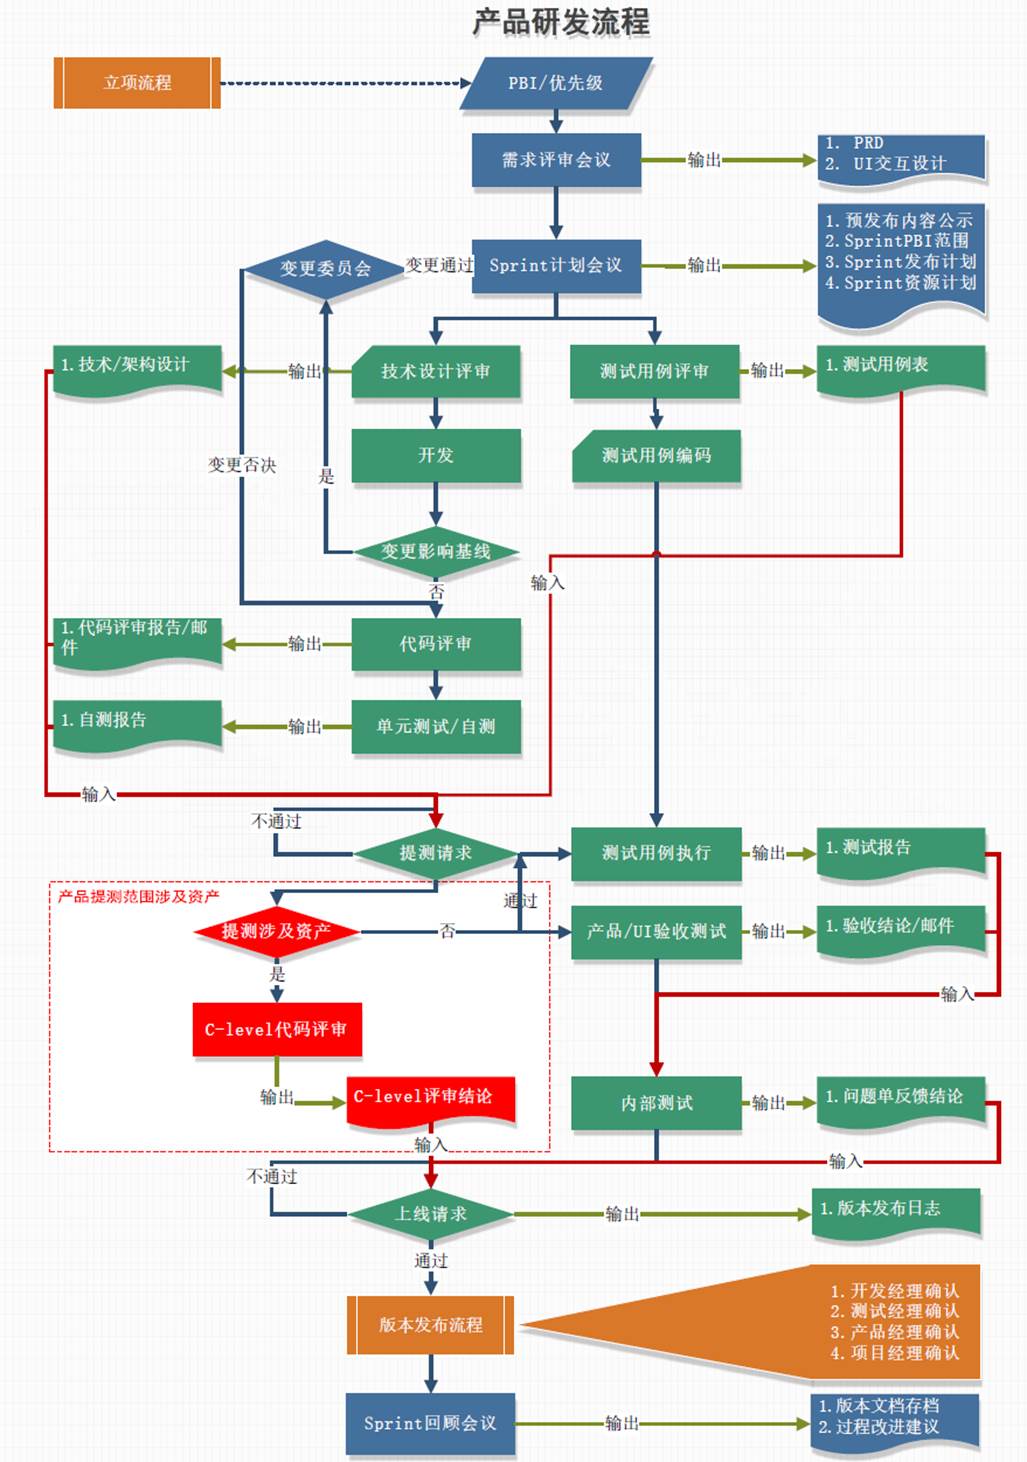 产品研发流程
立项流程
PBI/优先级
需求评审会议
输出
1. PRD
2. UI交互设计
变更委员会
变更通过
Sprint计划会议
输出
1.预发布内容公示
2.SprintPBI范围
3.Sprint发布计划
4.Sprint资源计划
1.技术/架构设计
输出
技术设计评审
测试用例评审
输出
1.测试用例表
变更否决
是
开发
测试用例编码
变更影响基线
否
输入
1.代码评审报告/邮
件
输出
代码评审
1.自测报告
输出
单元测试/自测
输入
不通过
提测请求
测试用例执行
输出
1.测试报告
产品提测范围涉及资产
通过
提测涉及资产
否
产品/UI验收测试
输出
1.验收结论/邮件
是
输入
C-level代码评审
输出
C-level评审结论
内部测试
输出
1.问题单反馈结论
输入
输入
不通过
上线请求
输出
1.版本发布日志
通过
版本发布流程
1.开发经理确认
2.测试经理确认
3.产品经理确认
4.项目经理确认
Sprint回顾会议
输出
1.版本文档存档
2.过程改进建议